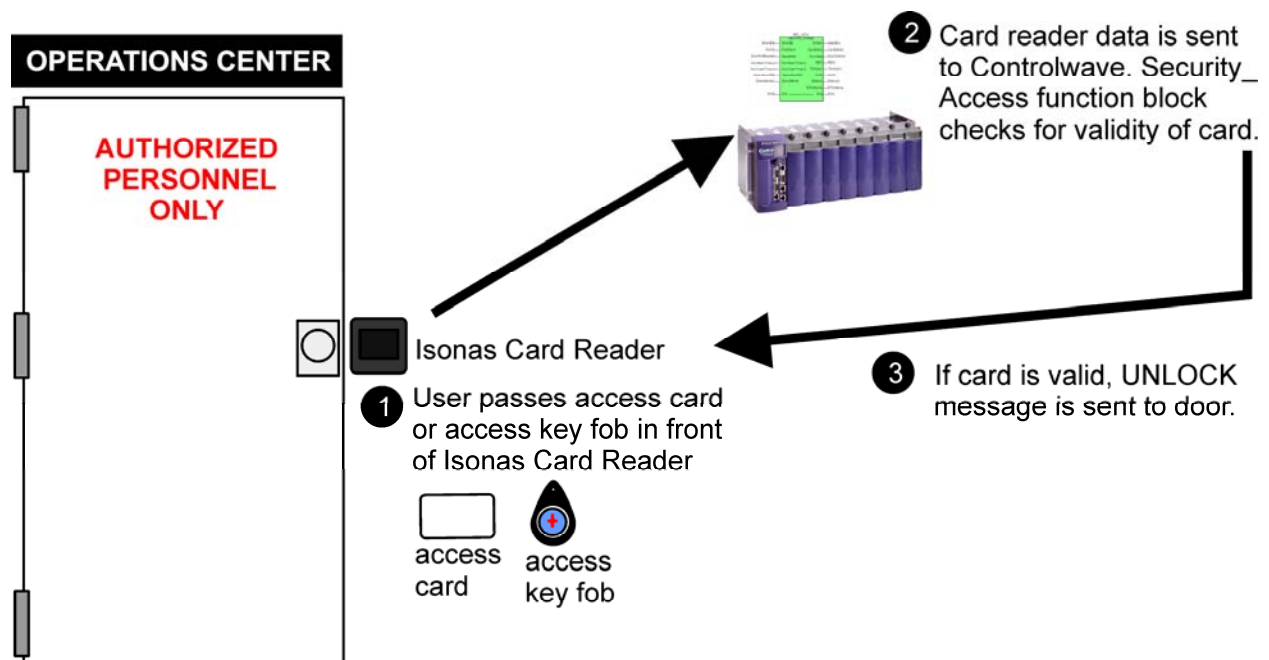 OPERATIONS CENTER
AUTHORIZED
PERSONNEL
ONLY
2
Card reader data is sent
to Controlwave. Security_
Access function block
checks for validity of card.
Isonas Card Reader
1
User passes access card
or access key fob in front
of Isonas Card Reader
access
card
access
key fob
3
If card is valid, UNLOCK
message is sent to door.